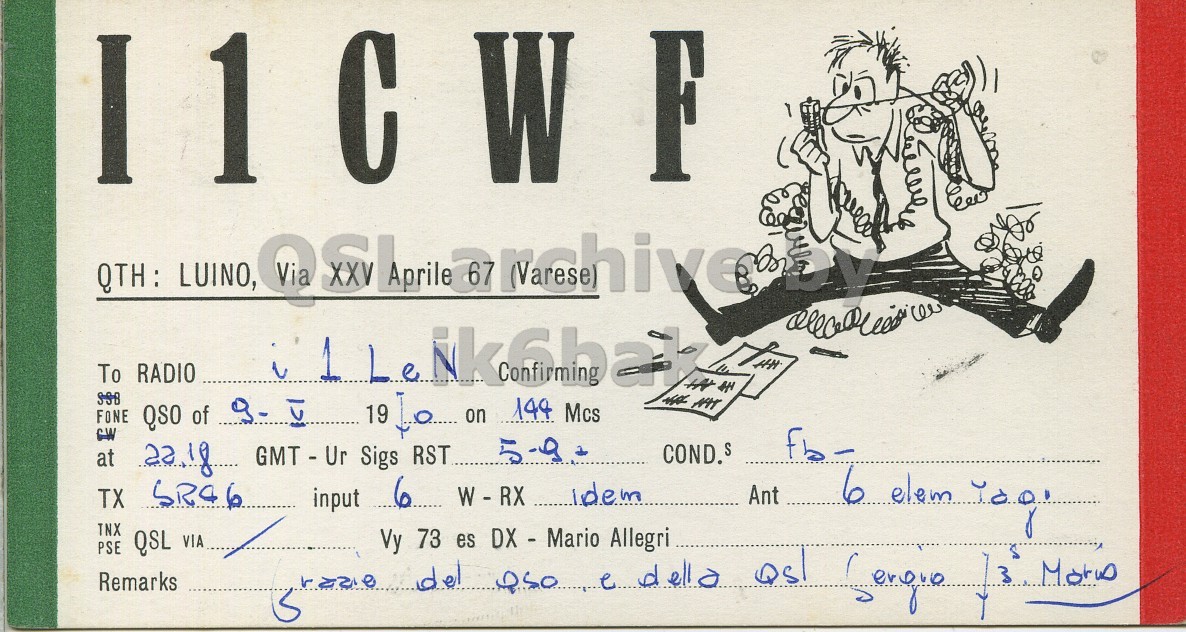 I1CWF
QSL archive by
ik6bak
QTH: LUINO, Via XXV Aprile 67 (Varese)
To RADIO i 1 LeN Confirming
SSB FONE CW QSO of 9-V 1970 on 144 Mcs
at 22.18 GMT - Ur Sigs RST 5-9.+ COND.s fb-
TX SR46 input 6 W - RX idem Ant 6 elem Yagi
TNX PSE QSL VIA / Vy 73 es DX - Mario Allegri
Remarks Grazie del QSO e della QSL Sergio 73s. Mario